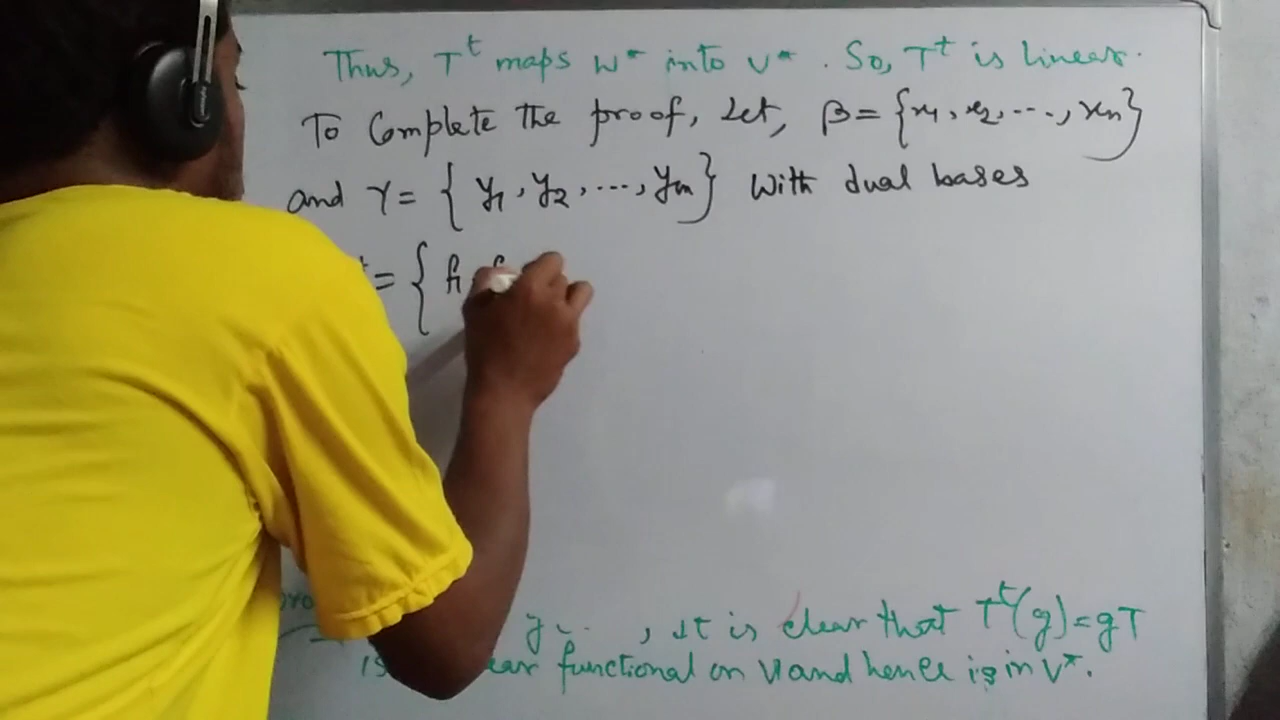 Thus, T^t maps W* into V*. So, T^t is linear.
To Complete the proof, Let, β = {x1, x2, ..., xn}
and γ = {y1, y2, ..., ym} With dual bases
= { f1
, It is clear that T^t(g) = gT
is functional on V and hence is in V*.